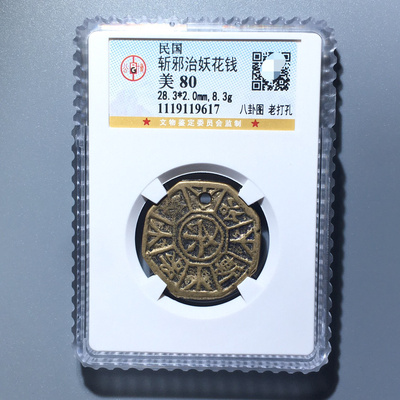 民国
斩邪治妖花钱
美 80
28.3*2.0mm,8.3g
1119119617
八卦图 老打孔
★ 文物鉴定委员会监制 ★